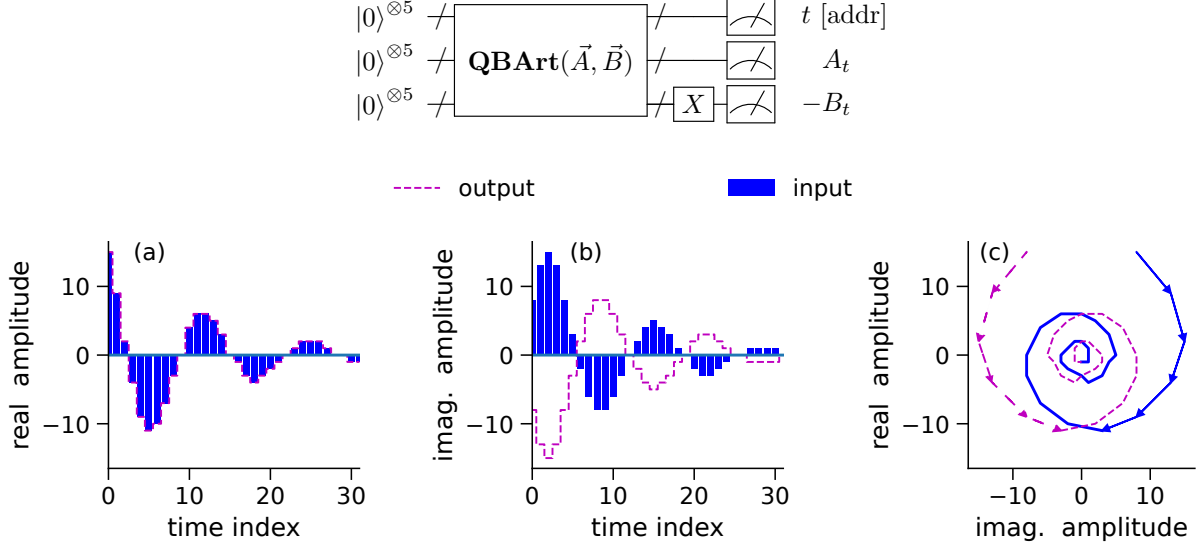 |0⟩⊗5 t [addr]
|0⟩⊗5 QBArt(A⃗, B⃗) A_t
|0⟩⊗5 X −B_t
output input
(a)
real amplitude
10
0
−10
0 10 20 30
time index
(b)
imag. amplitude
10
0
−10
0 10 20 30
time index
(c)
real amplitude
10
0
−10
−10 0 10
imag. amplitude